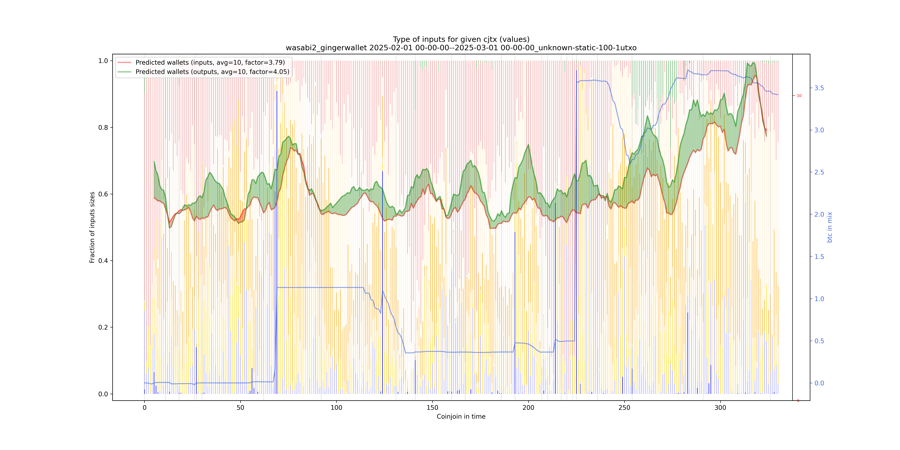 Type of inputs for given cjtx (values)
wasabi2_gingerwallet 2025-02-01 00-00-00--2025-03-01 00-00-00_unknown-static-100-1utxo
Predicted wallets (inputs, avg=10, factor=3.79)
Predicted wallets (outputs, avg=10, factor=4.05)
Fraction of inputs sizes
1.0
0.8
0.6
0.4
0.2
0.0
0 50 100 150 200 250 300
Coinjoin in time
3.5
3.0
2.5
2.0
1.5
1.0
0.5
0.0
btc in mix